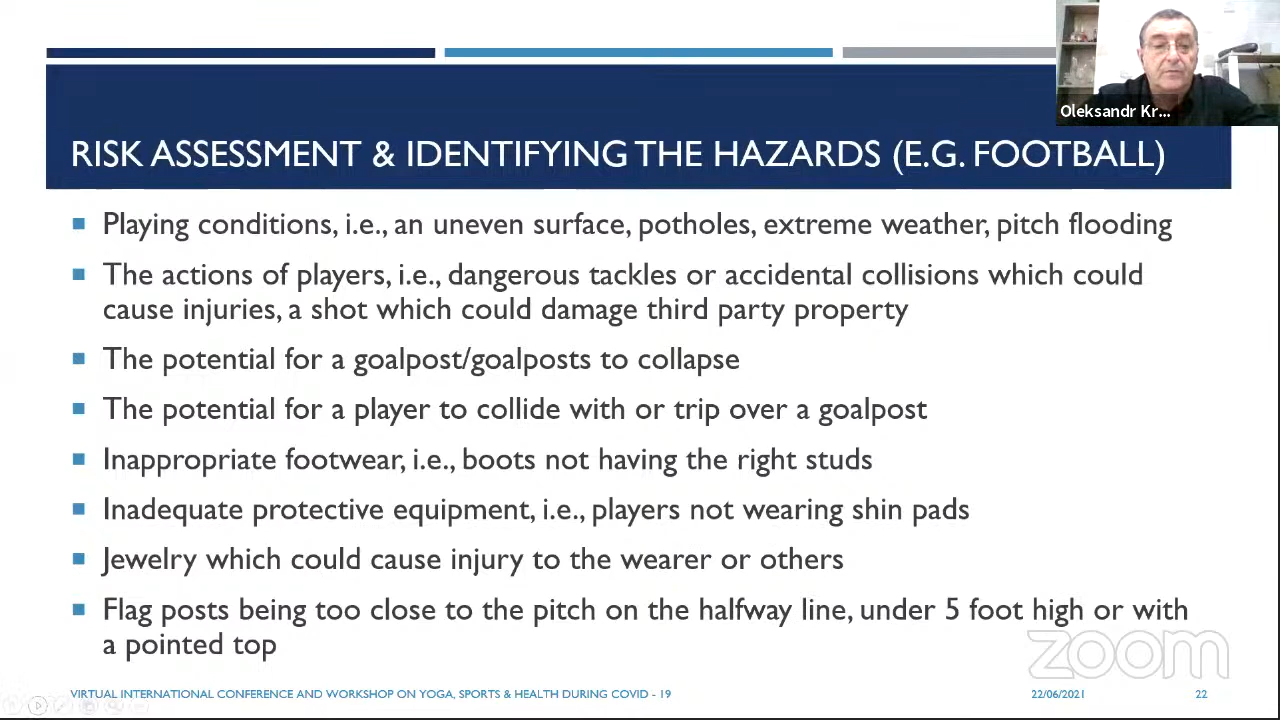 Oleksandr Kr...
RISK ASSESSMENT & IDENTIFYING THE HAZARDS (E.G. FOOTBALL)
Playing conditions, i.e., an uneven surface, potholes, extreme weather, pitch flooding
The actions of players, i.e., dangerous tackles or accidental collisions which could
cause injuries, a shot which could damage third party property
The potential for a goalpost/goalposts to collapse
The potential for a player to collide with or trip over a goalpost
Inappropriate footwear, i.e., boots not having the right studs
Inadequate protective equipment, i.e., players not wearing shin pads
Jewelry which could cause injury to the wearer or others
Flag posts being too close to the pitch on the halfway line, under 5 foot high or with
a pointed top
zoom
VIRTUAL INTERNATIONAL CONFERENCE AND WORKSHOP ON YOGA, SPORTS & HEALTH DURING COVID - 19
22/06/2021
22